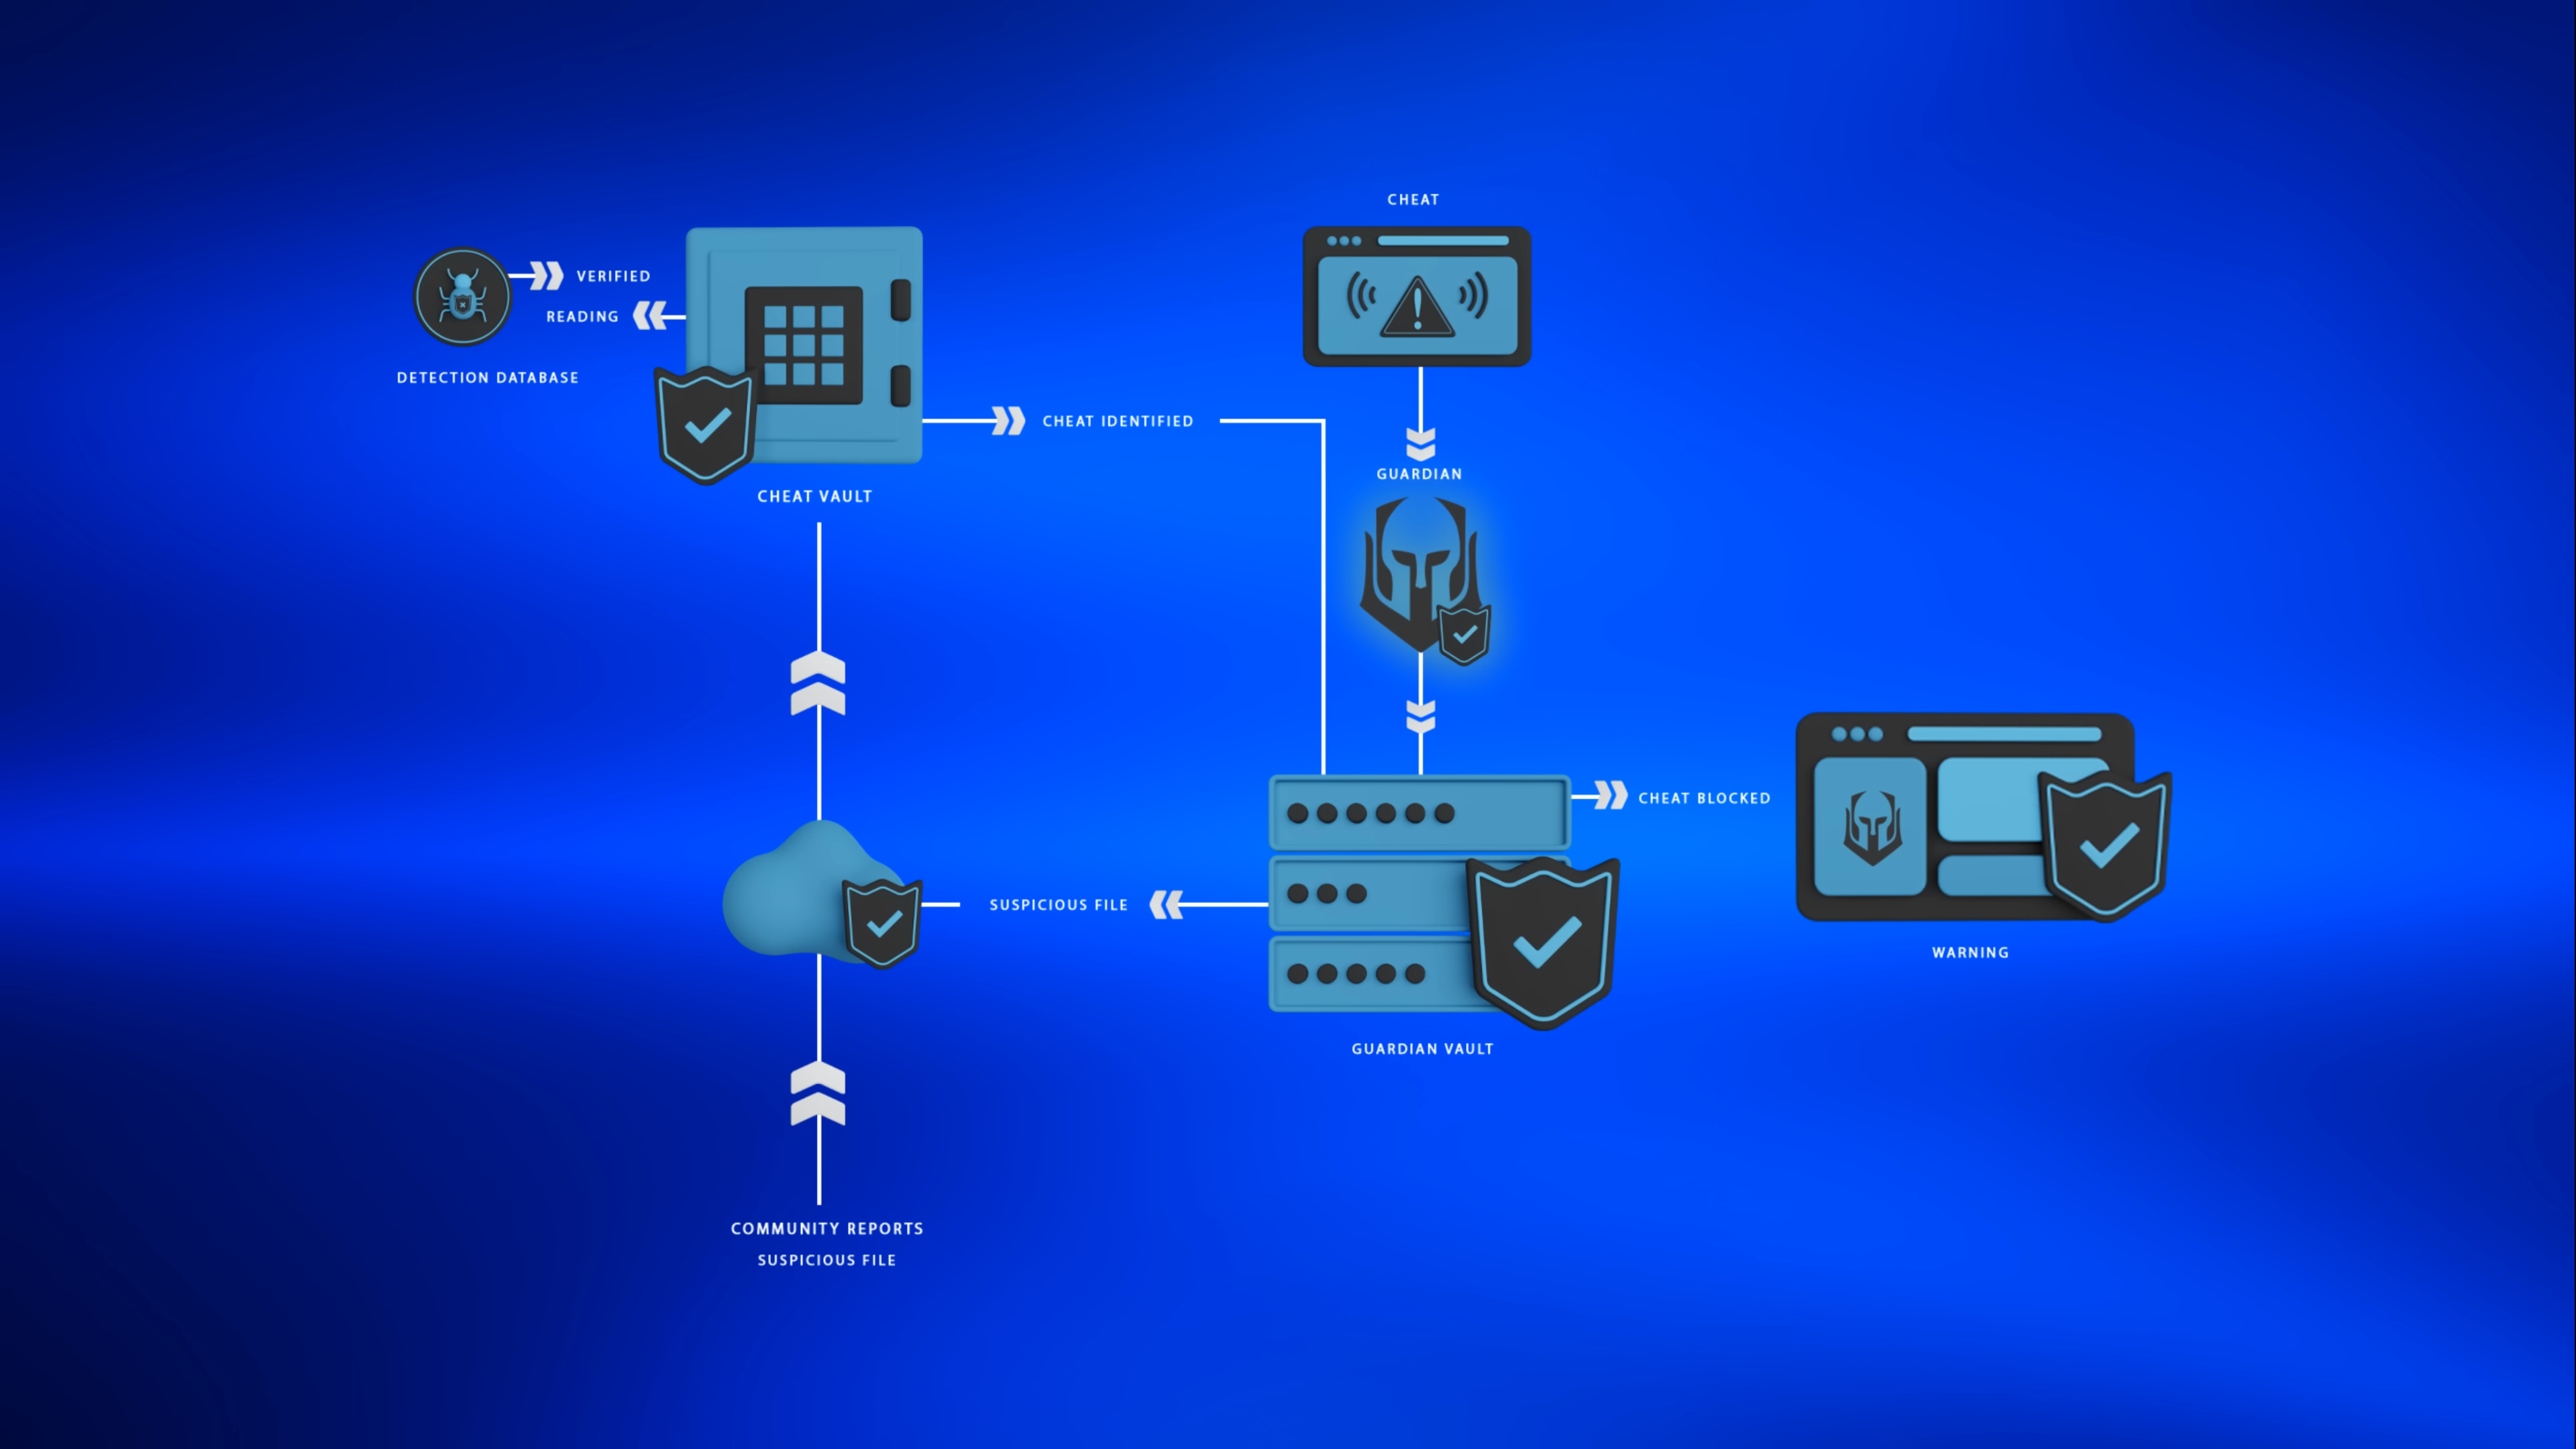 CHEAT
VERIFIED
READING
DETECTION DATABASE
CHEAT IDENTIFIED
GUARDIAN
CHEAT VAULT
CHEAT BLOCKED
SUSPICIOUS FILE
WARNING
GUARDIAN VAULT
COMMUNITY REPORTS
SUSPICIOUS FILE